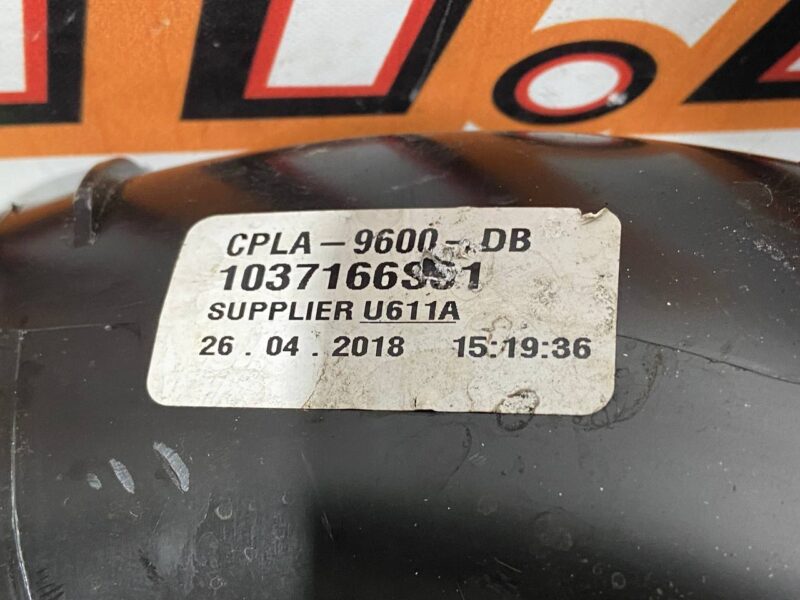 CPLA - 9600 - DB
SUPPLIER U611A
26 . 04 . 2018 15:19:36